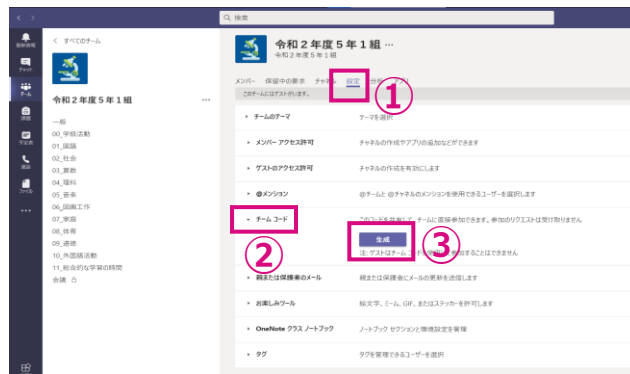 検索
最新情報
チャット
チーム
課題
予定表
通話
ファイル
すべてのチーム
令和2年度5年1組 …
一般
00_学級活動
01_国語
02_社会
03_算数
04_理科
05_音楽
06_図画工作
07_家庭
08_体育
09_道徳
10_外国語活動
11_総合的な学習の時間
会議
令和2年度5年1組 …
令和2年度5年1組
メンバー 保留中の要求 チャネル 設定 分析 アプリ
①
このチームにはゲストがいます。
チームのテーマ テーマを選択
メンバー アクセス許可 チャネルの作成やアプリの追加などができます
ゲストのアクセス許可 チャネルの作成を有効にします
@メンション @チームと @チャネルのメンションを使用できるユーザーを選択します
チーム コード このコードを共有して、チームに直接参加できます。参加のリクエストは受け取りません
② 生成 ③
注: ゲストはチーム コードを使用して参加することはできません
親または保護者のメール 親または保護者にメールの更新を送信します
お楽しみツール 絵文字、ミーム、GIF、またはステッカーを許可します
OneNote クラス ノートブック ノートブック セクションと環境設定を管理
タグ タグを管理できるユーザーを選択